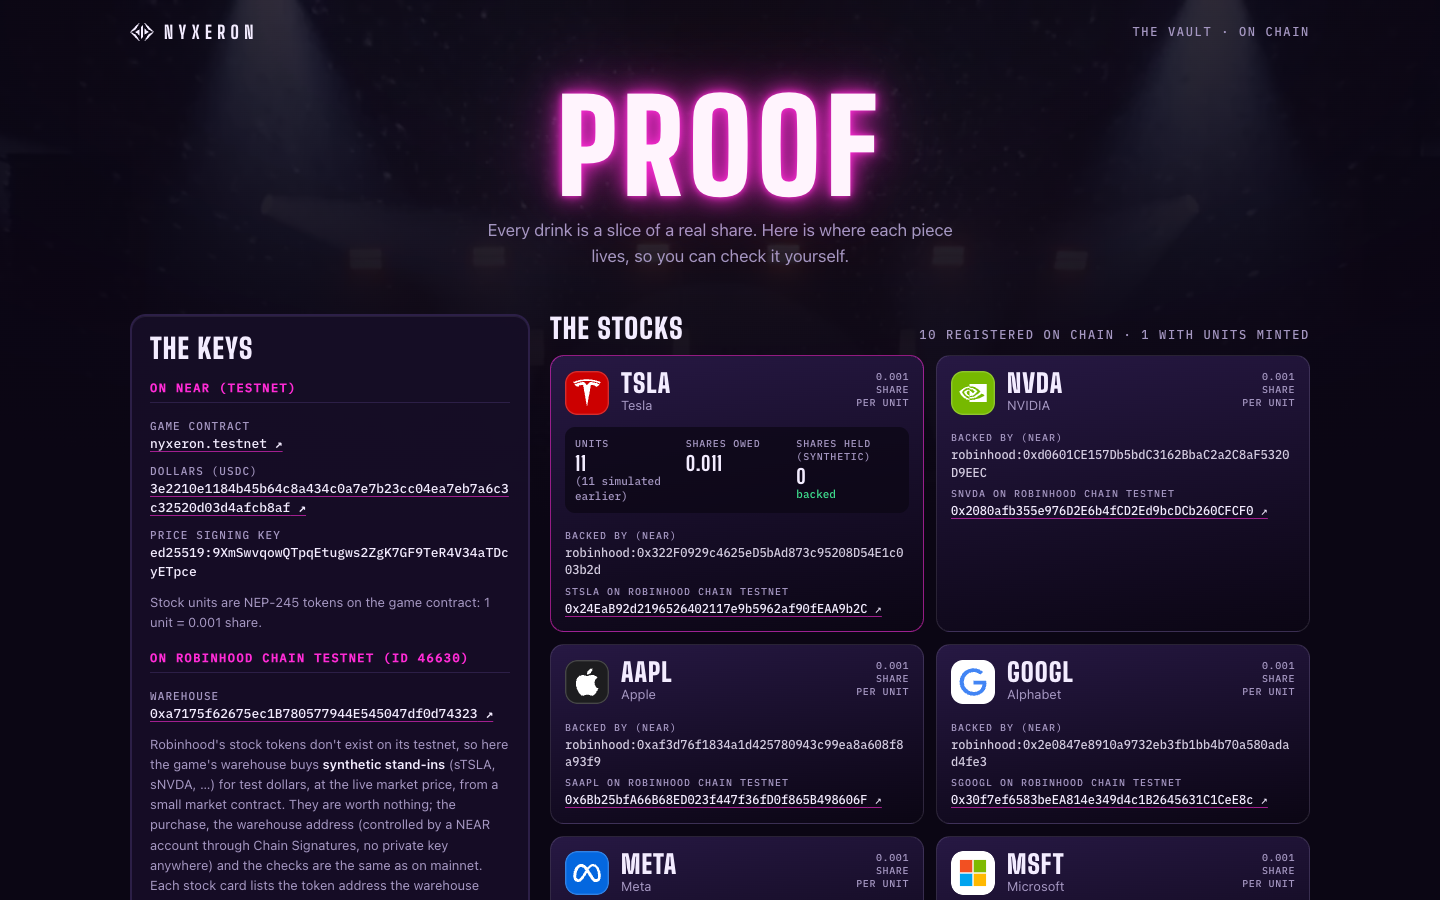 NYXERON
THE VAULT · ON CHAIN
PROOF
Every drink is a slice of a real share. Here is where each piece
lives, so you can check it yourself.
THE KEYS
ON NEAR (TESTNET)
GAME CONTRACT
nyxeron.testnet ↗
DOLLARS (USDC)
3e2210e1184b45b64c8a434c0a7e7b23cc04ea7eb7a6c3
c32520d03d4afcb8af ↗
PRICE SIGNING KEY
ed25519:9XmSwvqowQTpqEtugws2ZgK7GF9TeR4V34aTDc
yETpce
Stock units are NEP-245 tokens on the game contract: 1
unit = 0.001 share.
ON ROBINHOOD CHAIN TESTNET (ID 46630)
WAREHOUSE
0xa7175f62675ec1B780577944E545047df0d74323 ↗
Robinhood's stock tokens don't exist on its testnet, so here
the game's warehouse buys synthetic stand-ins (sTSLA,
sNVDA, …) for test dollars, at the live market price, from a
small market contract. They are worth nothing; the
purchase, the warehouse address (controlled by a NEAR
account through Chain Signatures, no private key
anywhere) and the checks are the same as on mainnet.
Each stock card lists the token address the warehouse
THE STOCKS
10 REGISTERED ON CHAIN · 1 WITH UNITS MINTED
TSLA
Tesla
0.001
SHARE
PER UNIT
UNITS
11
(11 simulated
earlier)
SHARES OWED
0.011
SHARES HELD
(SYNTHETIC)
0
backed
BACKED BY (NEAR)
robinhood:0x322F0929c4625eD5bAd873c95208D54E1c0
03b2d
STSLA ON ROBINHOOD CHAIN TESTNET
0x24EaB92d2196526402117e9b5962af90fEAA9b2C ↗
NVDA
NVIDIA
0.001
SHARE
PER UNIT
BACKED BY (NEAR)
robinhood:0xd0601CE157Db5bdC3162BbaC2a2C8aF5320
D9EEC
SNVDA ON ROBINHOOD CHAIN TESTNET
0x2080afb355e976D2E6b4fCD2Ed9bcDCb260CFCF0 ↗
AAPL
Apple
0.001
SHARE
PER UNIT
BACKED BY (NEAR)
robinhood:0xaf3d76f1834a1d425780943c99ea8a608f8
a93f9
SAAPL ON ROBINHOOD CHAIN TESTNET
0x6Bb25bfA66B68ED023f447f36fD0f865B498606F ↗
GOOGL
Alphabet
0.001
SHARE
PER UNIT
BACKED BY (NEAR)
robinhood:0x2e0847e8910a9732eb3fb1bb4b70a580ada
d4fe3
SGOOGL ON ROBINHOOD CHAIN TESTNET
0x30f7ef6583beEA814e349d4c1B2645631C1CeE8c ↗
META
Meta
0.001
SHARE
PER UNIT
MSFT
Microsoft
0.001
SHARE
PER UNIT